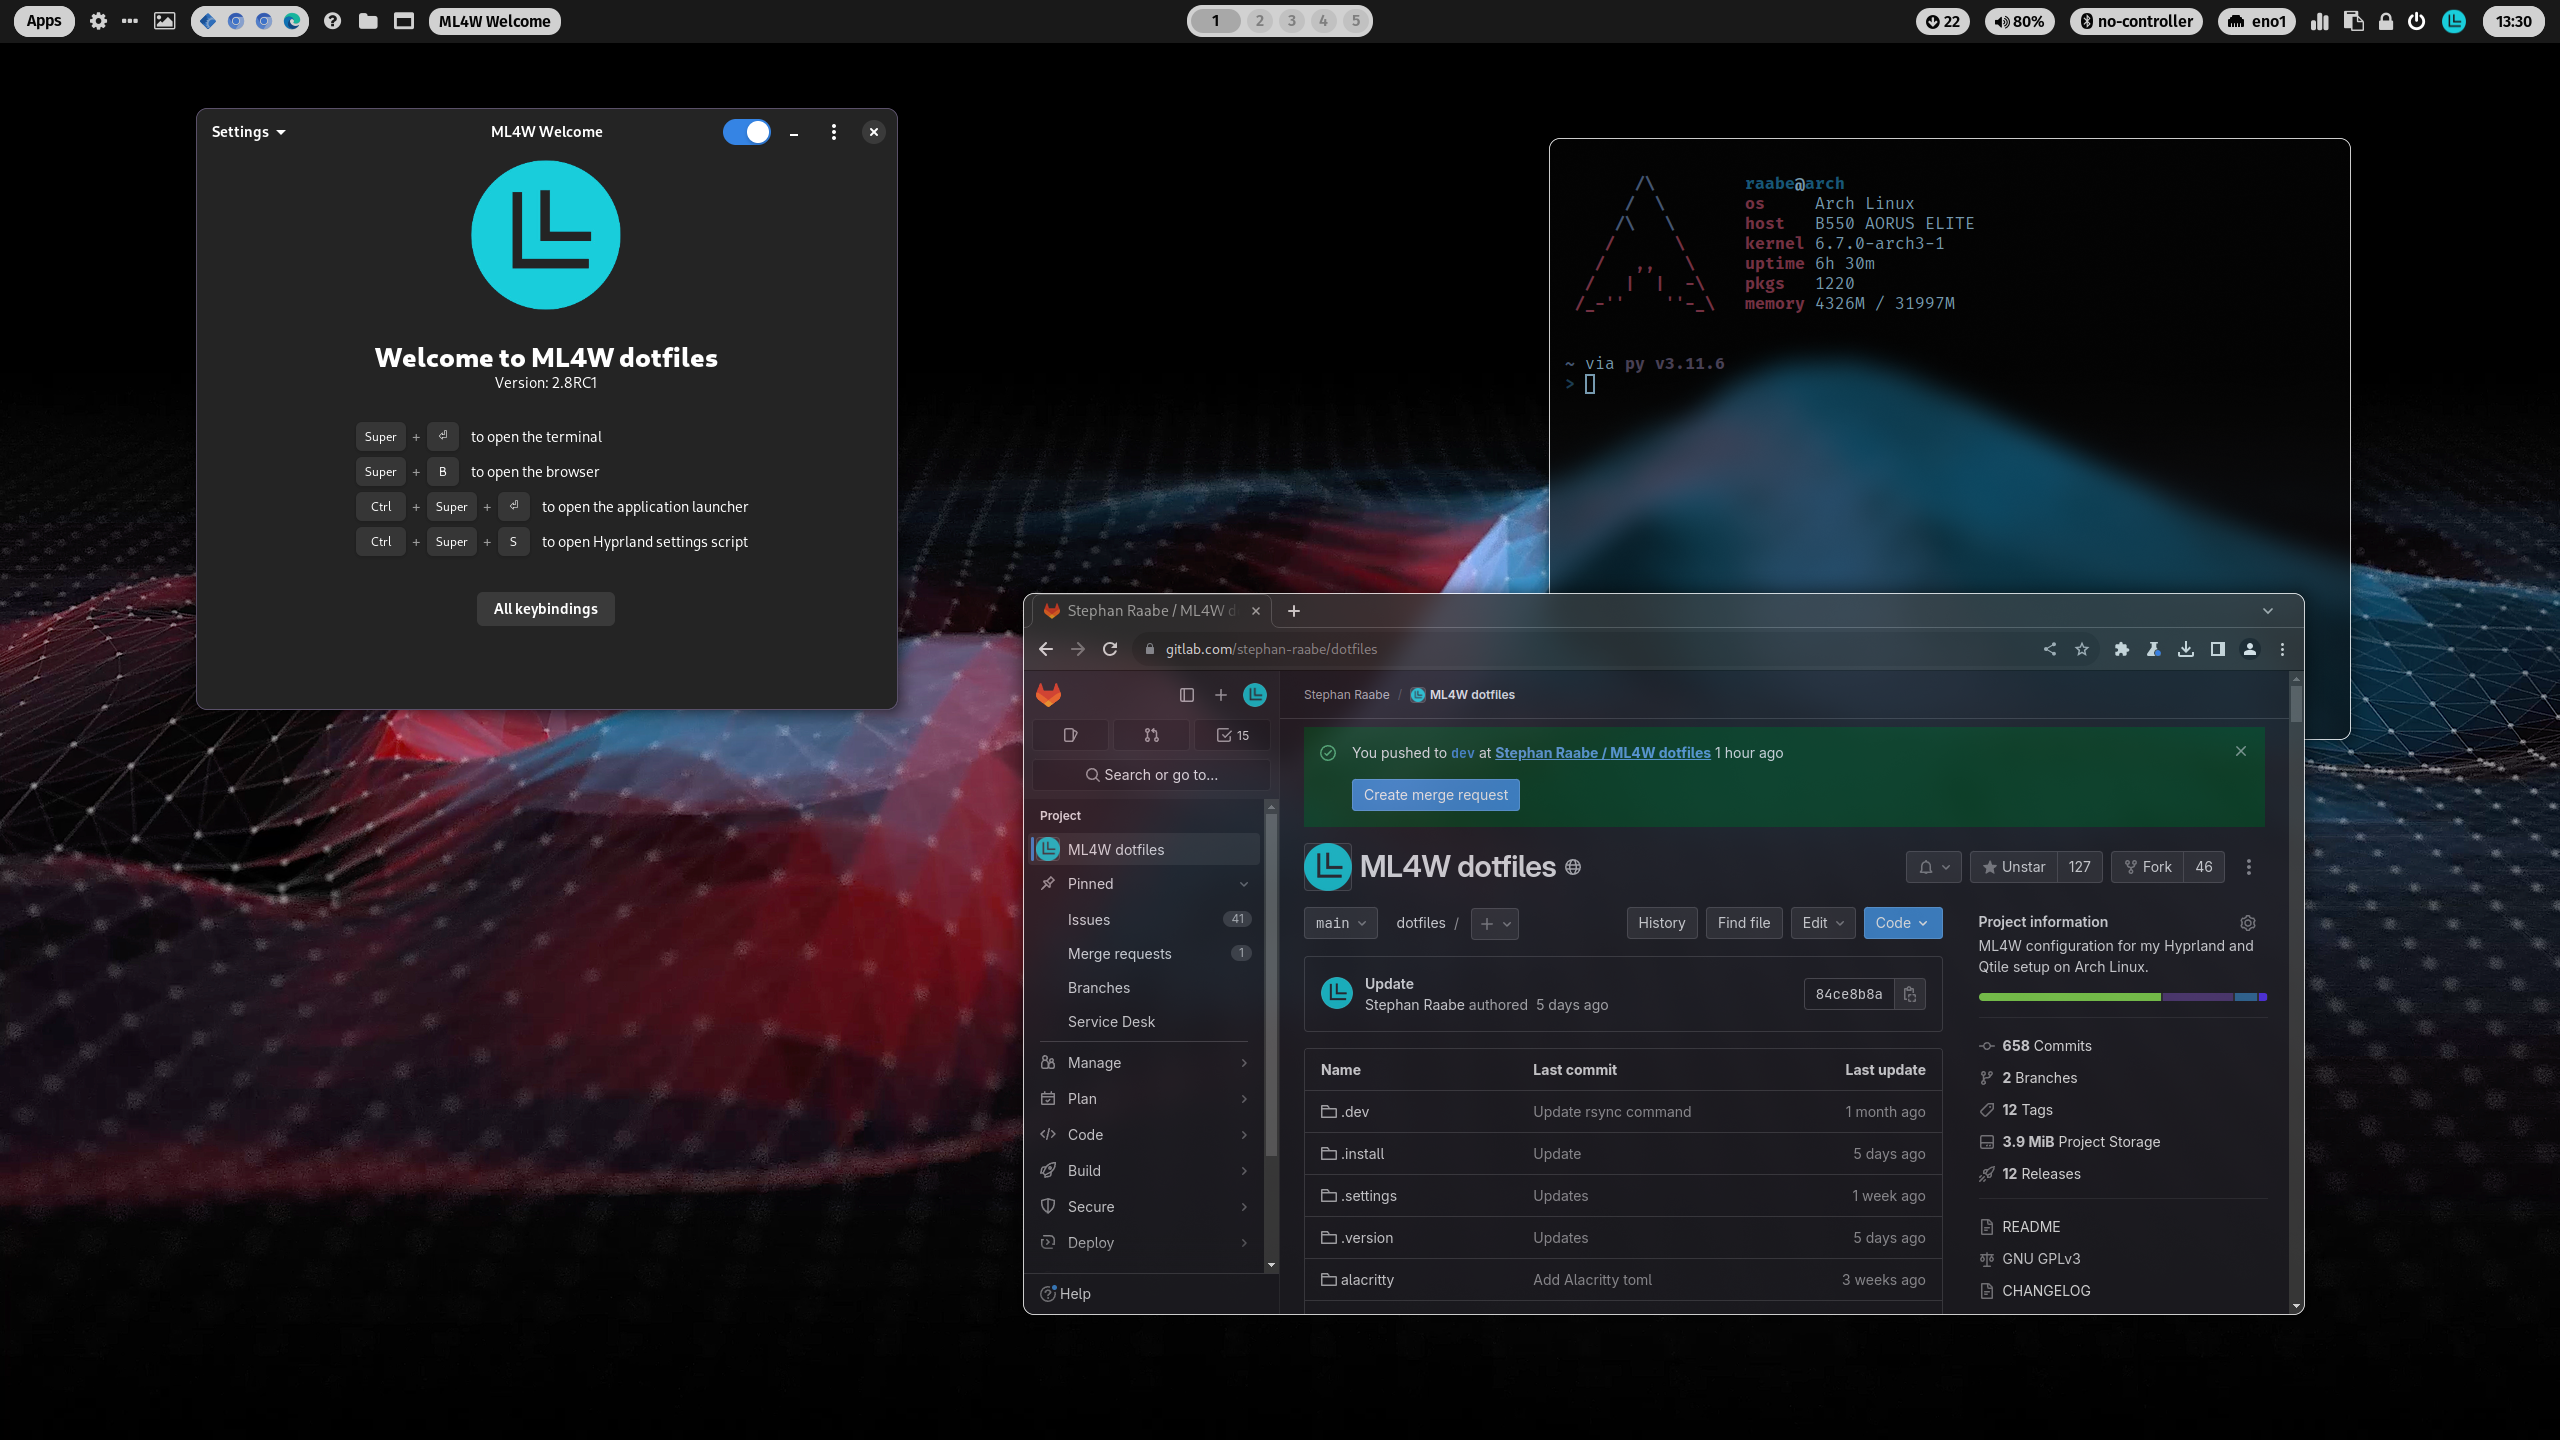 Apps
ML4W Welcome
1 2 3 4 5
22
80%
no-controller
eno1
13:30
Settings
ML4W Welcome
Welcome to ML4W dotfiles
Version: 2.8RC1
Super + ⏎ to open the terminal
Super + B to open the browser
Ctrl + Super + ⏎ to open the application launcher
Ctrl + Super + S to open Hyprland settings script
All keybindings
raabe@arch
os Arch Linux
host B550 AORUS ELITE
kernel 6.7.0-arch3-1
uptime 6h 30m
pkgs 1220
memory 4326M / 31997M
~ via py v3.11.6
>
Stephan Raabe / ML4W d
gitlab.com/stephan-raabe/dotfiles
15
Search or go to...
Project
ML4W dotfiles
Pinned
Issues 41
Merge requests 1
Branches
Service Desk
Manage
Plan
Code
Build
Secure
Deploy
Help
Stephan Raabe / ML4W dotfiles
You pushed to dev at Stephan Raabe / ML4W dotfiles 1 hour ago
Create merge request
ML4W dotfiles
Unstar 127
Fork 46
main
dotfiles /
History
Find file
Edit
Code
Update
Stephan Raabe authored 5 days ago
84ce8b8a
Name Last commit Last update
.dev Update rsync command 1 month ago
.install Update 5 days ago
.settings Updates 1 week ago
.version Updates 5 days ago
alacritty Add Alacritty toml 3 weeks ago
Project information
ML4W configuration for my Hyprland and
Qtile setup on Arch Linux.
658 Commits
2 Branches
12 Tags
3.9 MiB Project Storage
12 Releases
README
GNU GPLv3
CHANGELOG